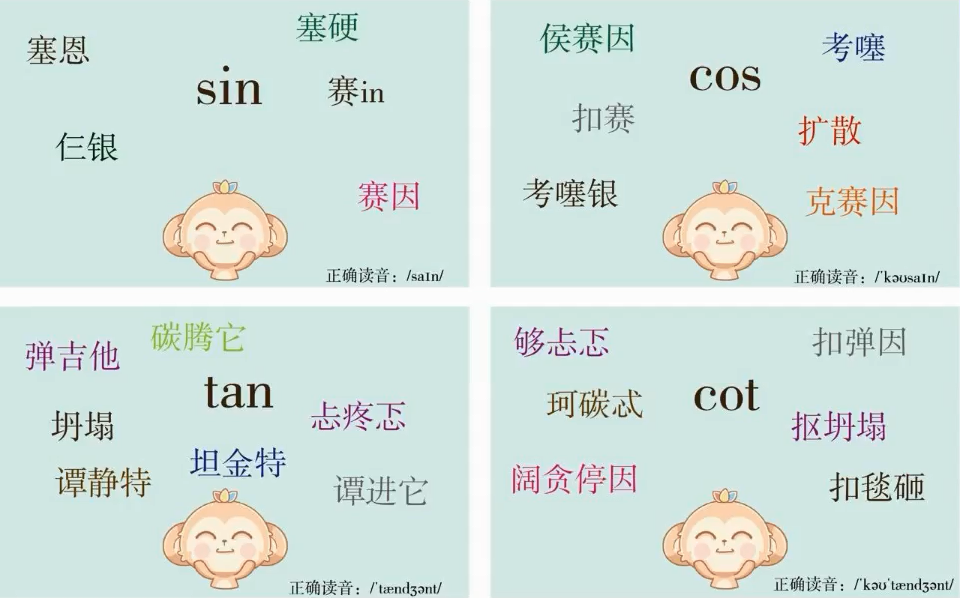 塞恩
塞硬
sin
赛in
仨银
赛因
正确读音：/saɪn/
侯赛因
考噻
cos
扣赛
扩散
考噻银
克赛因
正确读音：/ˈkəʊsaɪn/
碳腾它
弹吉他
tan
坍塌
忐疼忑
坦金特
谭静特
谭进它
正确读音：/ˈtændʒənt/
够忐忑
扣弹因
珂碳忒
cot
抠坍塌
阔贪停因
扣毯砸
正确读音：/ˈkəʊˈtændʒənt/